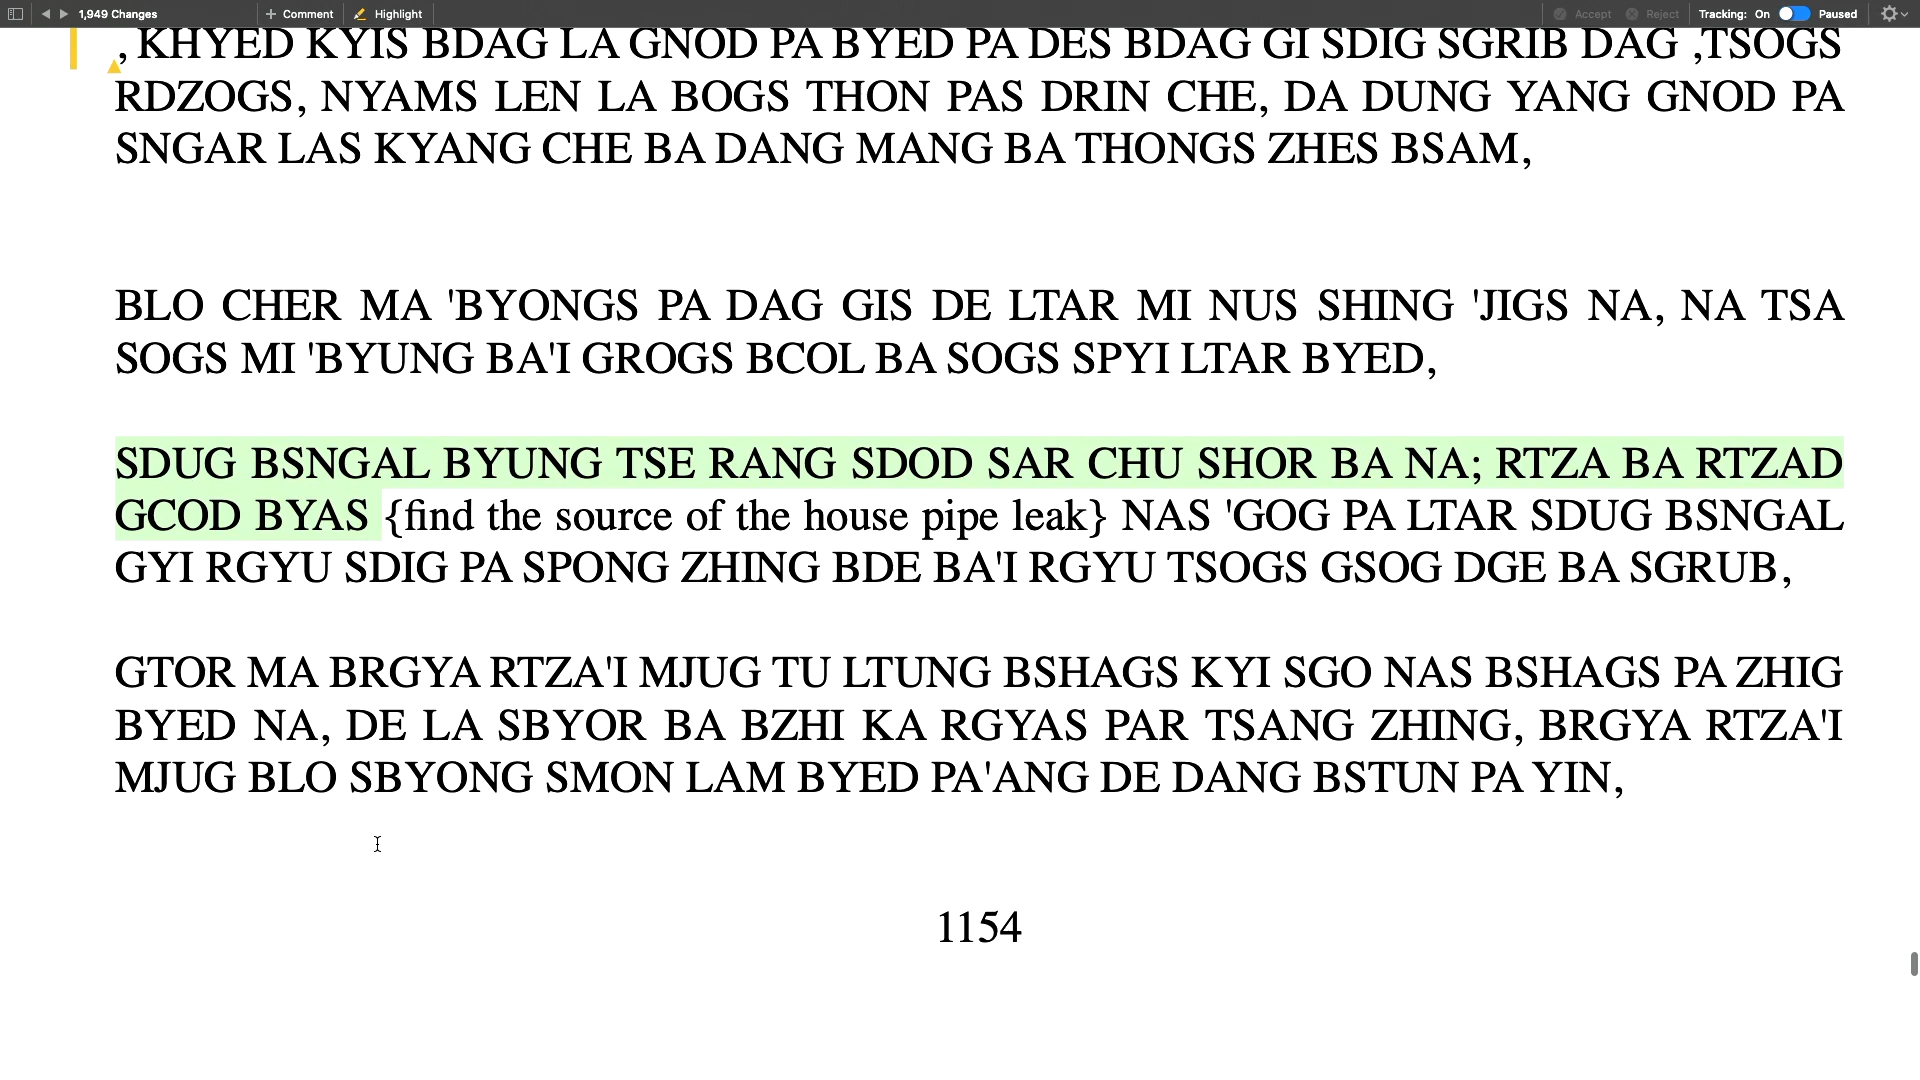 1,949 Changes + Comment Highlight Accept Reject Tracking: On Paused
, KHYED KYIS BDAG LA GNOD PA BYED PA DES BDAG GI SDIG SGRIB DAG ,TSOGS
RDZOGS, NYAMS LEN LA BOGS THON PAS DRIN CHE, DA DUNG YANG GNOD PA
SNGAR LAS KYANG CHE BA DANG MANG BA THONGS ZHES BSAM,
BLO CHER MA 'BYONGS PA DAG GIS DE LTAR MI NUS SHING 'JIGS NA, NA TSA
SOGS MI 'BYUNG BA'I GROGS BCOL BA SOGS SPYI LTAR BYED,
SDUG BSNGAL BYUNG TSE RANG SDOD SAR CHU SHOR BA NA; RTZA BA RTZAD
GCOD BYAS {find the source of the house pipe leak} NAS 'GOG PA LTAR SDUG BSNGAL
GYI RGYU SDIG PA SPONG ZHING BDE BA'I RGYU TSOGS GSOG DGE BA SGRUB,
GTOR MA BRGYA RTZA'I MJUG TU LTUNG BSHAGS KYI SGO NAS BSHAGS PA ZHIG
BYED NA, DE LA SBYOR BA BZHI KA RGYAS PAR TSANG ZHING, BRGYA RTZA'I
MJUG BLO SBYONG SMON LAM BYED PA'ANG DE DANG BSTUN PA YIN,
1154